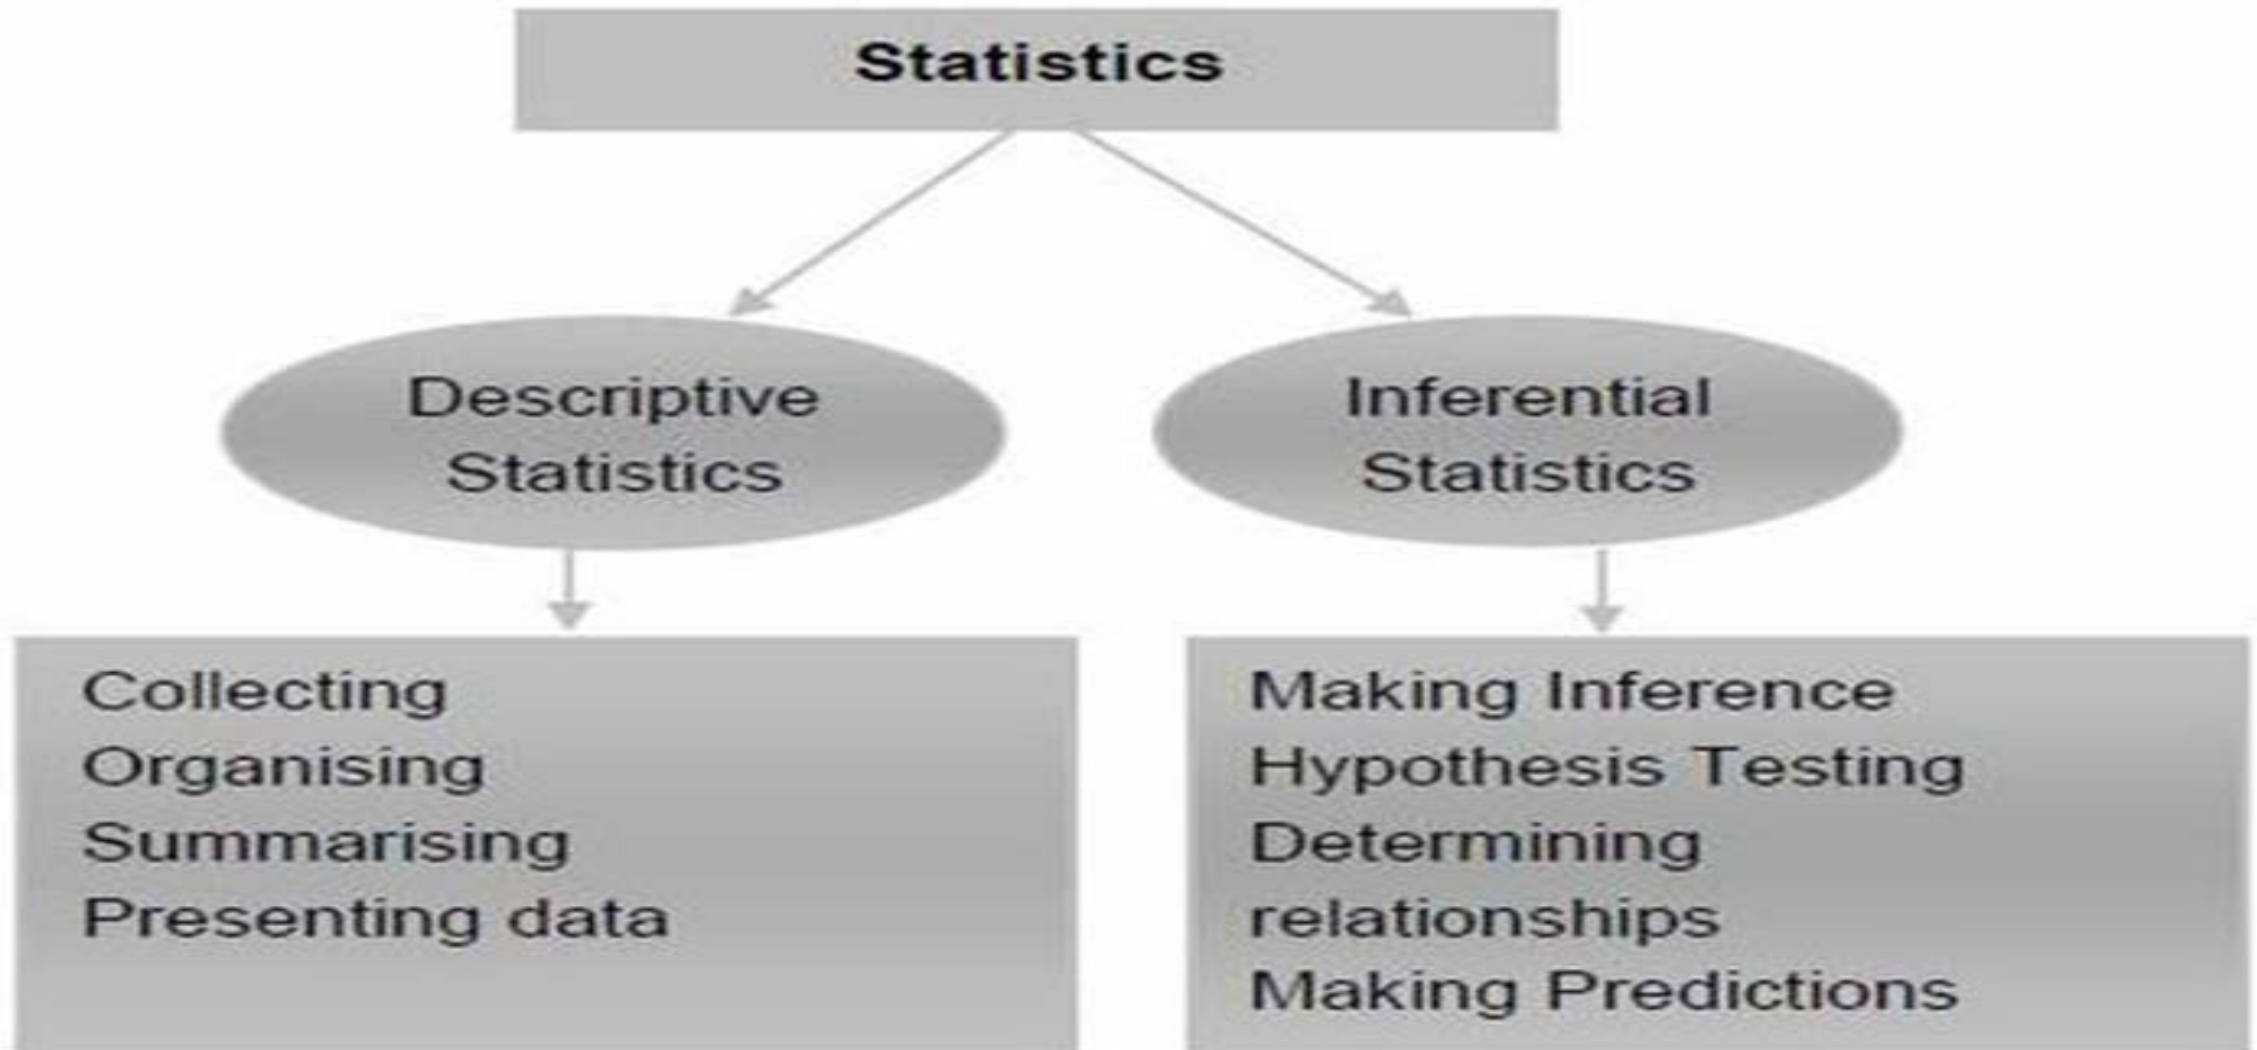 Statistics
Descriptive
Statistics
Inferential
Statistics
Collecting
Organising
Summarising
Presenting data
Making Inference
Hypothesis Testing
Determining
relationships
Making Predictions